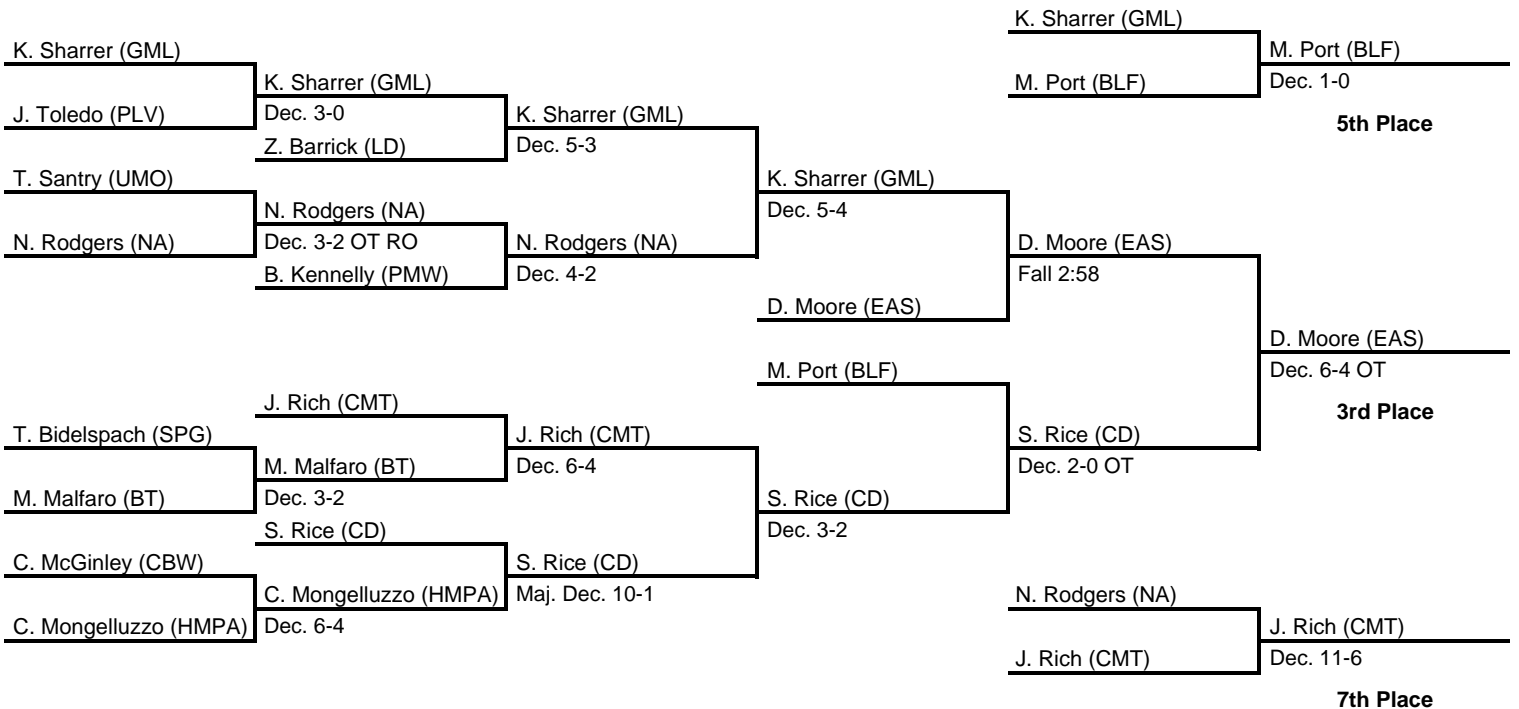 K. Sharrer (GML)
J. Toledo (PLV)
T. Santry (UMO)
N. Rodgers (NA)
T. Bidelspach (SPG)
M. Malfaro (BT)
C. McGinley (CBW)
C. Mongelluzzo (HMPA)
K. Sharrer (GML)
Dec. 3-0
Z. Barrick (LD)
N. Rodgers (NA)
Dec. 3-2 OT RO
B. Kennelly (PMW)
J. Rich (CMT)
M. Malfaro (BT)
Dec. 3-2
S. Rice (CD)
C. Mongelluzzo (HMPA)
Dec. 6-4
K. Sharrer (GML)
Dec. 5-3
N. Rodgers (NA)
Dec. 4-2
J. Rich (CMT)
Dec. 6-4
S. Rice (CD)
Maj. Dec. 10-1
K. Sharrer (GML)
Dec. 5-4
D. Moore (EAS)
M. Port (BLF)
S. Rice (CD)
Dec. 3-2
K. Sharrer (GML)
M. Port (BLF)
D. Moore (EAS)
Fall 2:58
S. Rice (CD)
Dec. 2-0 OT
N. Rodgers (NA)
J. Rich (CMT)
M. Port (BLF)
Dec. 1-0
5th Place
D. Moore (EAS)
Dec. 6-4 OT
3rd Place
J. Rich (CMT)
Dec. 11-6
7th Place